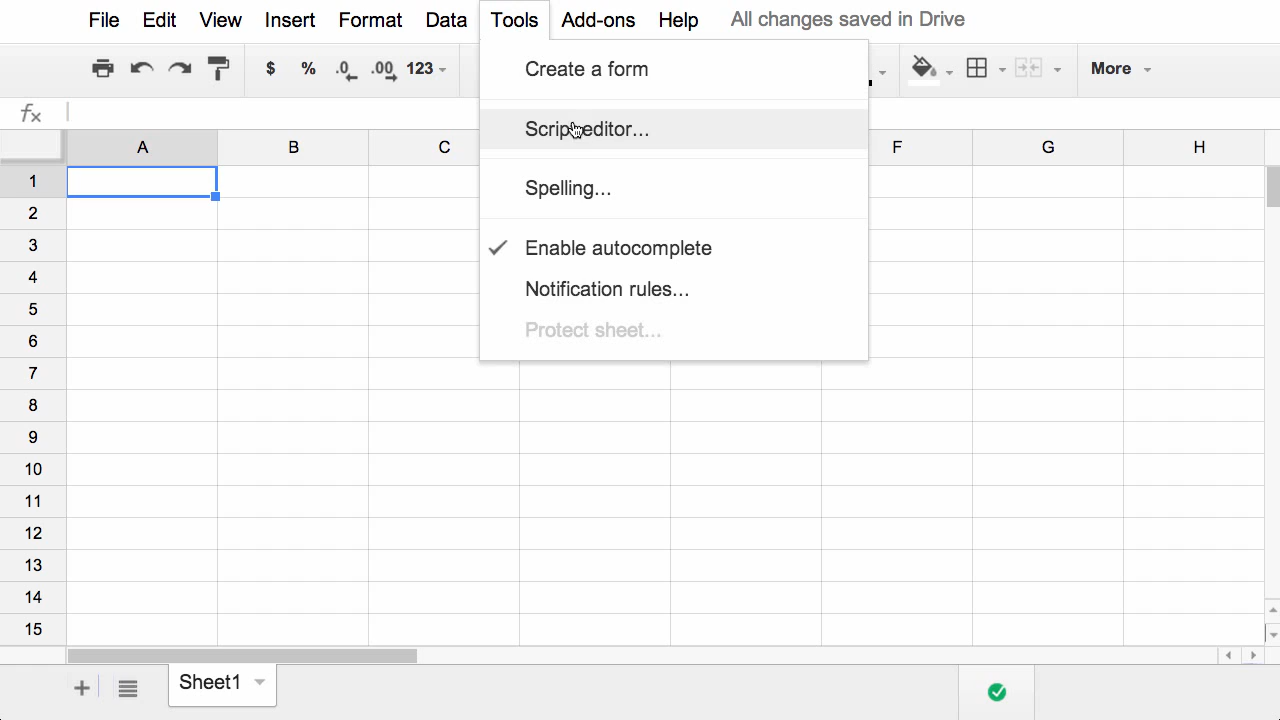 File Edit View Insert Format Data Tools Add-ons Help All changes saved in Drive
$ % .0 .00 123 More
Create a form
fx
Script editor...
A B C F G H
1
Spelling...
2
3
Enable autocomplete
4
Notification rules...
5
Protect sheet...
6
7
8
9
10
11
12
13
14
15
Sheet1